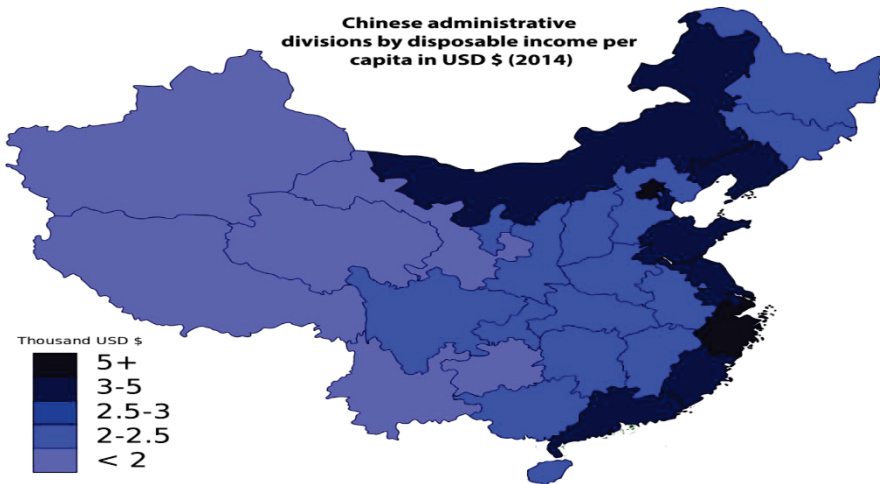 Chinese administrative
divisions by disposable income per
capita in USD $ (2014)
Thousand USD $
5+
3-5
2.5-3
2-2.5
< 2